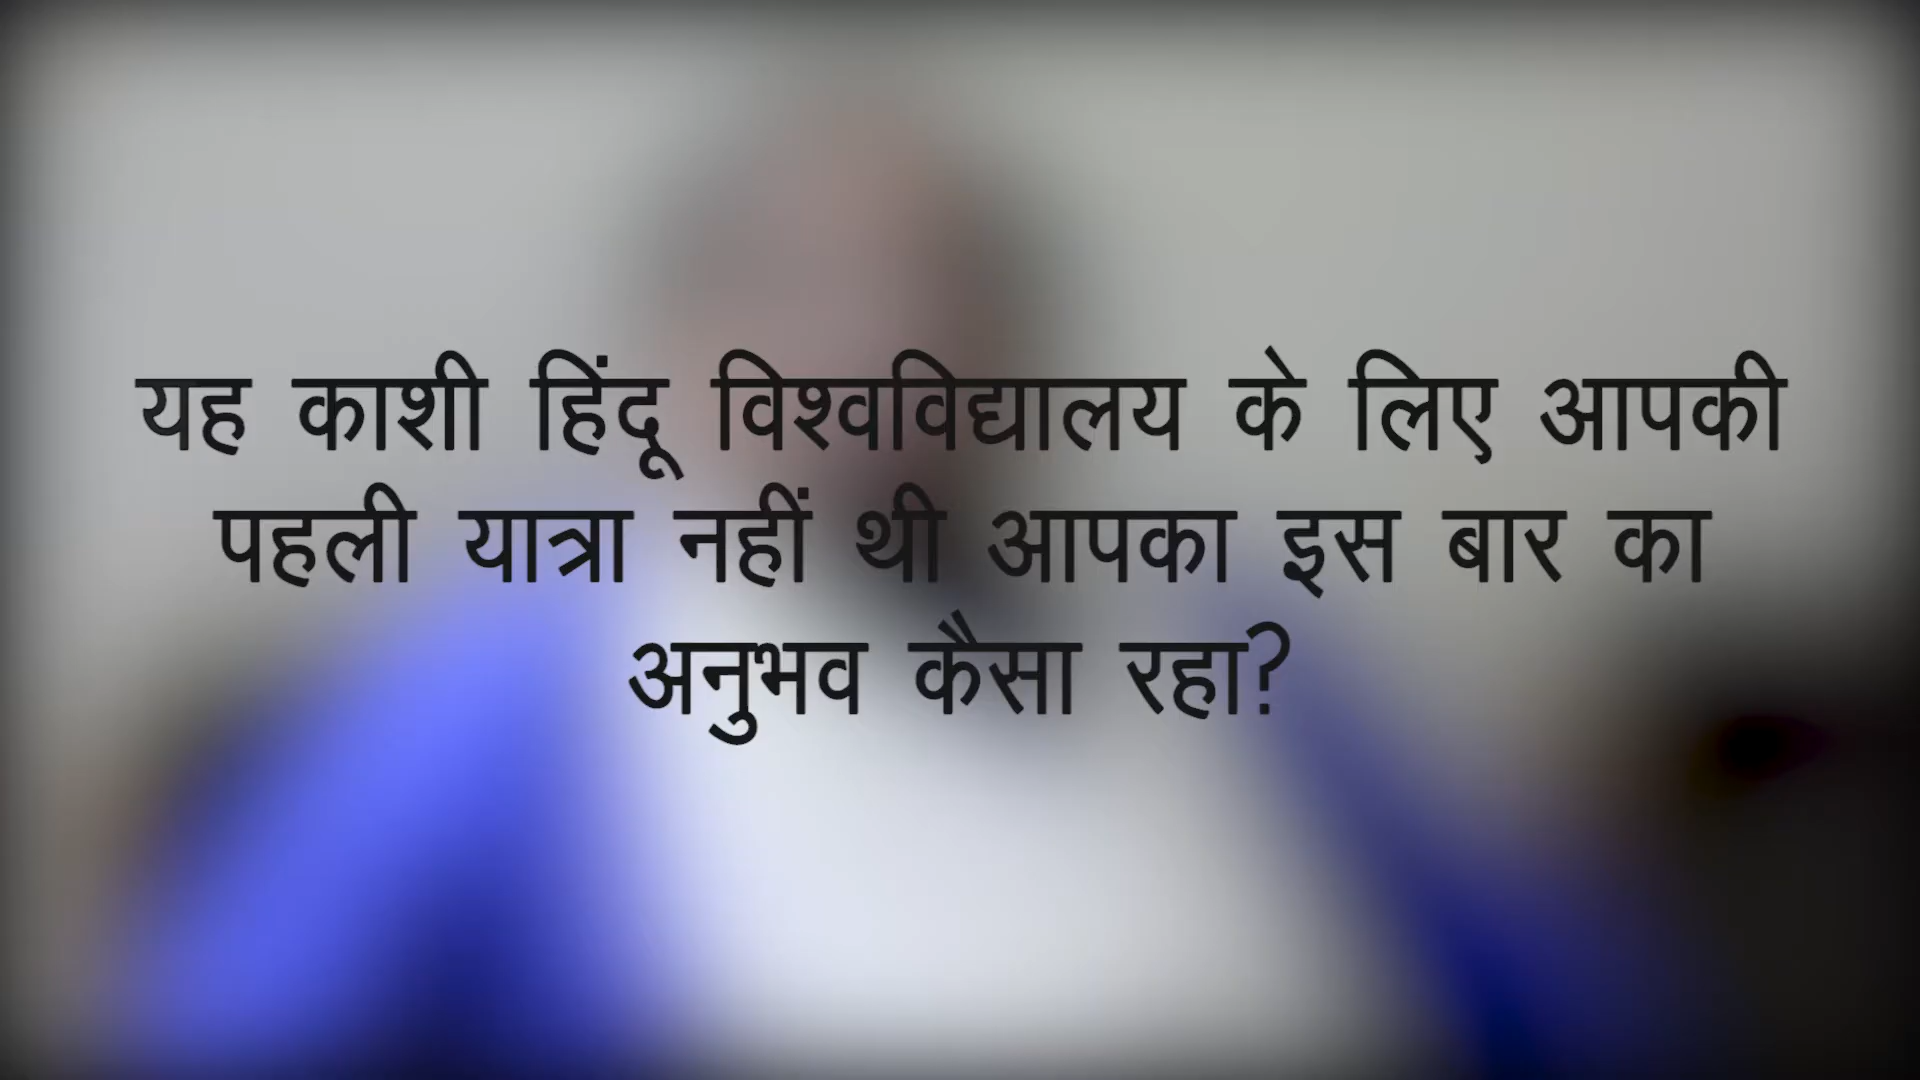 यह काशी हिंदू विश्वविद्यालय के लिए आपकी
पहली यात्रा नहीं थी आपका इस बार का
अनुभव कैसा रहा?